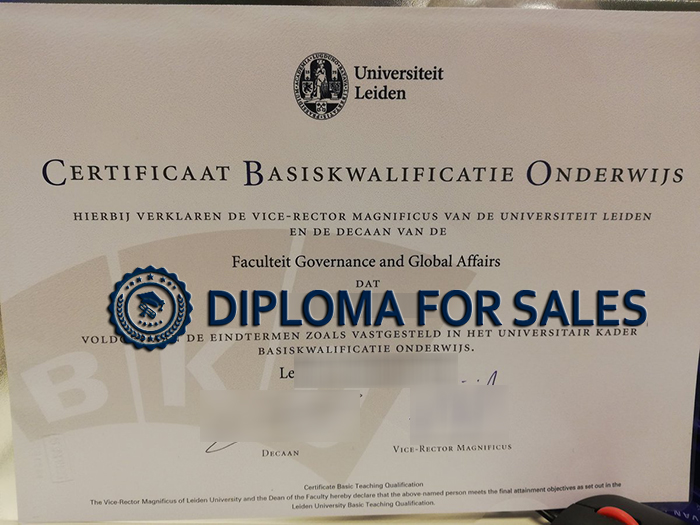 Universiteit
Leiden
CERTIFICAAT BASISKWALIFICATIE ONDERWIJS
HIERBIJ VERKLAREN DE VICE-RECTOR MAGNIFICUS VAN DE UNIVERSITEIT LEIDEN
EN DE DECAAN VAN DE
Faculteit Governance and Global Affairs
DAT
DIPLOMA FOR SALES
DE EINDTERMEN ZOALS VASTGESTELD IN HET UNIVERSITAIR KADER
BASISKWALIFICATIE ONDERWIJS.
BK
DECAAN
VICE-RECTOR MAGNIFICUS
Certificate Basic Teaching Qualification
The Vice-Rector Magnificus of Leiden University and the Dean of the Faculty hereby declare that the above named person meets the final attainment objectives as set out in the
Leiden University Basic Teaching Qualification.